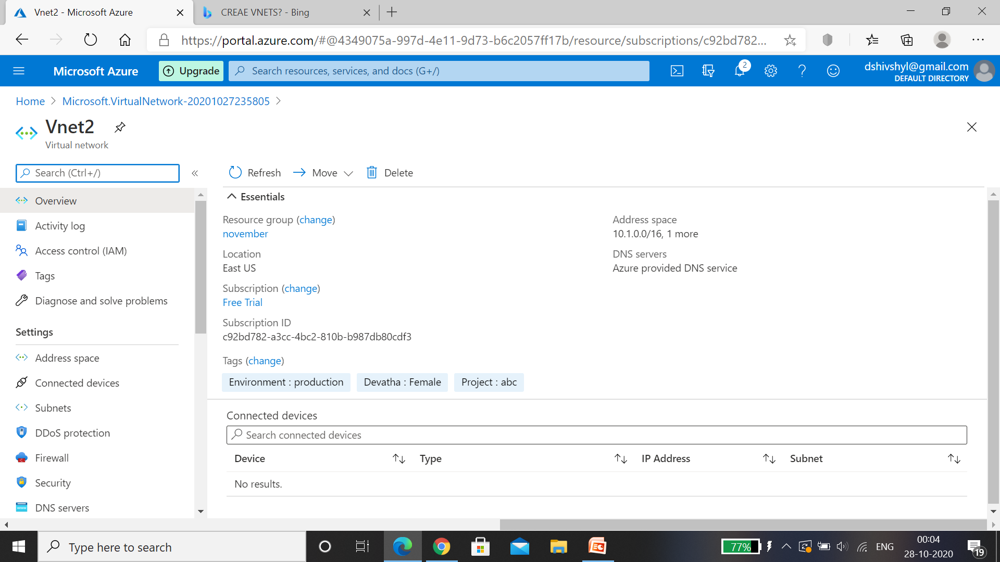 Vnet2 - Microsoft Azure
CREAE VNETS? - Bing
https://portal.azure.com/#@4349075a-997d-4e11-9d73-b6c2057ff17b/resource/subscriptions/c92bd782...
Microsoft Azure
Upgrade
Search resources, services, and docs (G+/)
2
dshivshyl@gmail.com
DEFAULT DIRECTORY
Home > Microsoft.VirtualNetwork-20201027235805 >
Vnet2
Virtual network
Search (Ctrl+/)
«
Refresh
Move
Delete
Overview
Activity log
Access control (IAM)
Tags
Diagnose and solve problems
Settings
Address space
Connected devices
Subnets
DDoS protection
Firewall
Security
DNS servers
Essentials
Resource group (change)
november
Location
East US
Subscription (change)
Free Trial
Subscription ID
c92bd782-a3cc-4bc2-810b-b987db80cdf3
Address space
10.1.0.0/16, 1 more
DNS servers
Azure provided DNS service
Tags (change)
Environment : production
Devatha : Female
Project : abc
Connected devices
Search connected devices
Device
Type
IP Address
Subnet
No results.
Type here to search
77%
ENG
00:04
28-10-2020
19